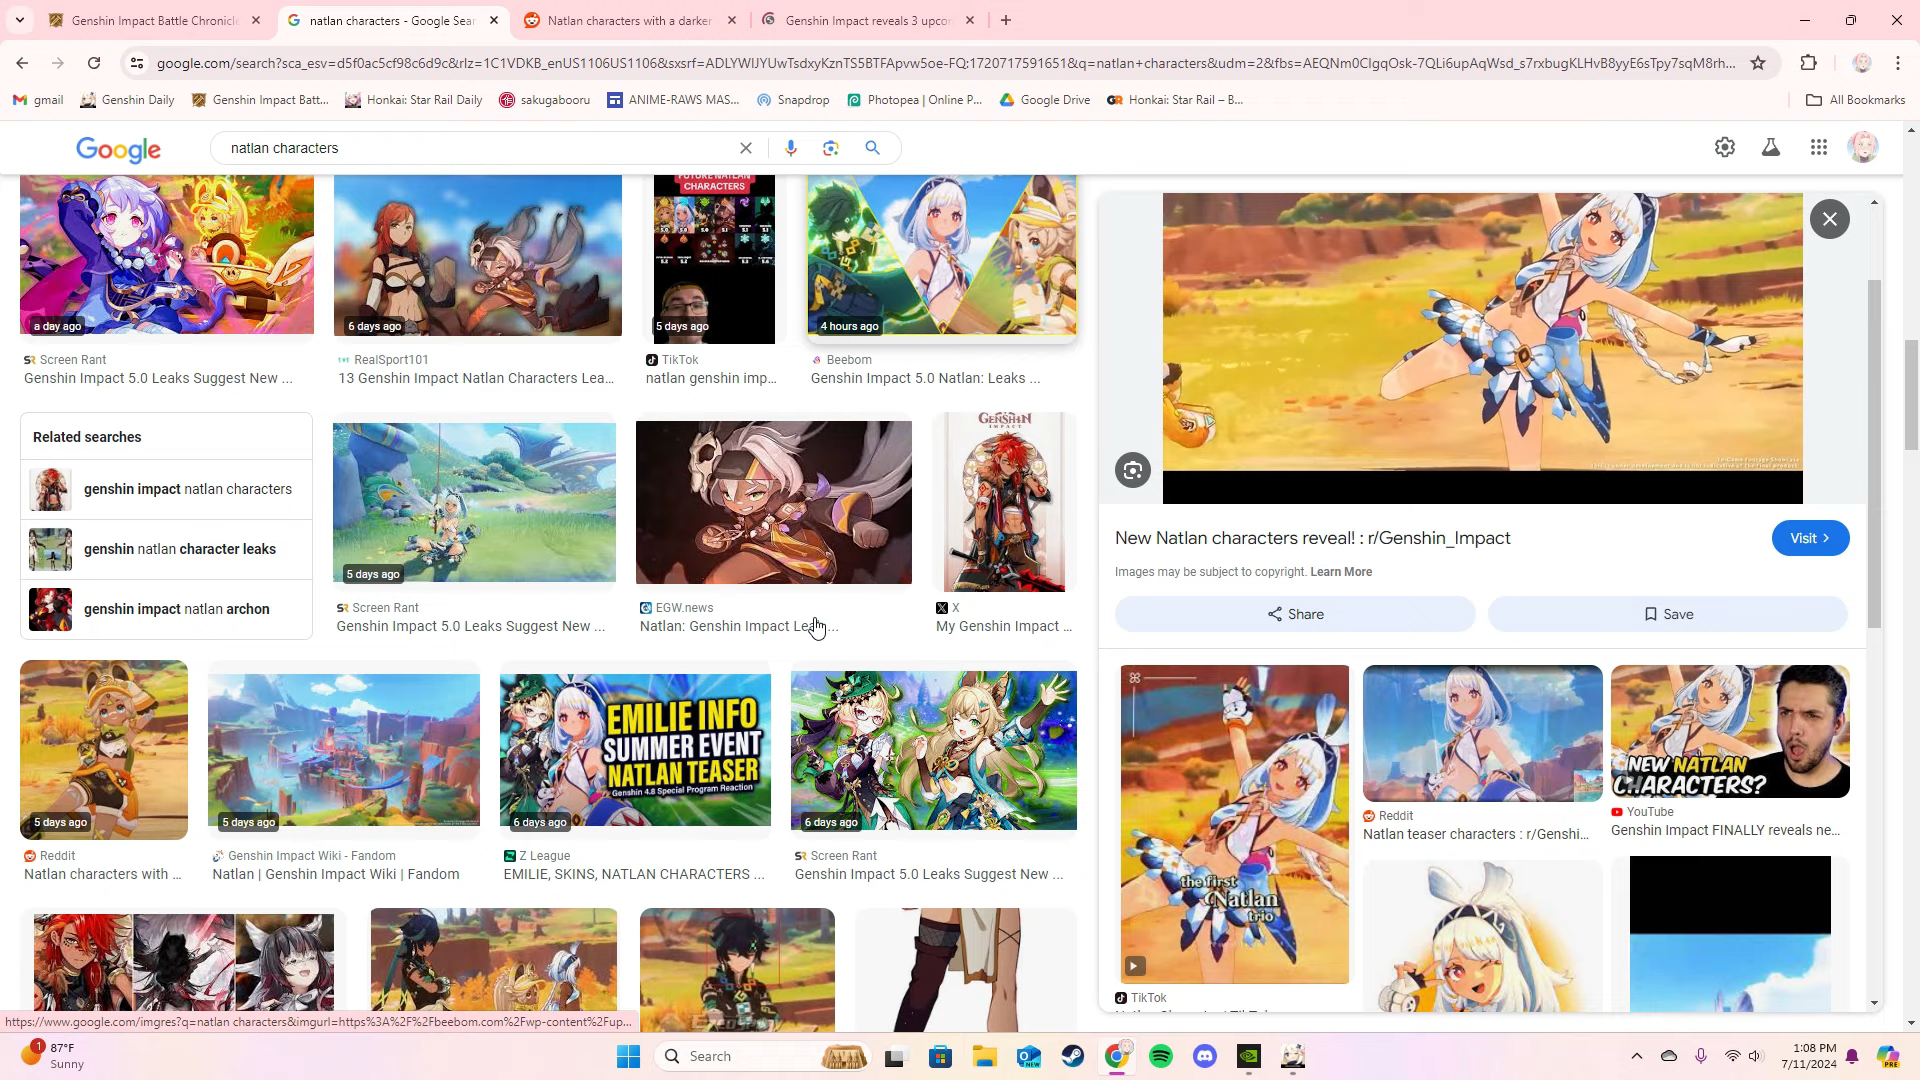 Genshin Impact Battle Chronicle
natlan characters - Google Sear
Natlan characters with a darker
Genshin Impact reveals 3 upco
google.com/search?sca_esv=d5f0ac5cf98c6d9c&rlz=1C1VDKB_enUS1106US1106&sxsrf=ADLYWIJYUwTsdxyKznTS5BTFApvw5oe-FQ:1720717591651&q=natlan+characters&udm=2&fbs=AEQNm0CIgqOsk-7QLi6upAqWsd_s7rxbugKLHvB8yyE6sTpy7sqM8rh...
gmail
Genshin Daily
Genshin Impact Batt...
Honkai: Star Rail Daily
sakugabooru
ANIME-RAWS MAS...
Snapdrop
Photopea | Online P...
Google Drive
Honkai: Star Rail – B...
All Bookmarks
Google
natlan characters
FUTURE NATLAN
CHARACTERS
a day ago
6 days ago
5 days ago
4 hours ago
Screen Rant
Genshin Impact 5.0 Leaks Suggest New ...
RealSport101
13 Genshin Impact Natlan Characters Lea...
TikTok
natlan genshin imp...
Beebom
Genshin Impact 5.0 Natlan: Leaks ...
Related searches
genshin impact natlan characters
genshin natlan character leaks
genshin impact natlan archon
5 days ago
Screen Rant
Genshin Impact 5.0 Leaks Suggest New ...
EGW.news
Natlan: Genshin Impact Lea...
GENSHIN
IMPACT
X
My Genshin Impact ...
5 days ago
Reddit
Natlan characters with ...
5 days ago
Genshin Impact Wiki - Fandom
Natlan | Genshin Impact Wiki | Fandom
EMILIE INFO
SUMMER EVENT
NATLAN TEASER
Genshin 4.8 Special Program Reaction
6 days ago
Z League
EMILIE, SKINS, NATLAN CHARACTERS ...
6 days ago
Screen Rant
Genshin Impact 5.0 Leaks Suggest New ...
New Natlan characters reveal! : r/Genshin_Impact
Visit
Images may be subject to copyright. Learn More
Share
Save
the first
Natlan
trio
TikTok
Reddit
Natlan teaser characters : r/Genshi...
NEW NATLAN
CHARACTERS?
YouTube
Genshin Impact FINALLY reveals ne...
https://www.google.com/imgres?q=natlan characters&imgurl=https%3A%2F%2Fbeebom.com%2Fwp-content%2Fup...
1
87°F
Sunny
Search
NEW
PRE
1:08 PM
7/11/2024